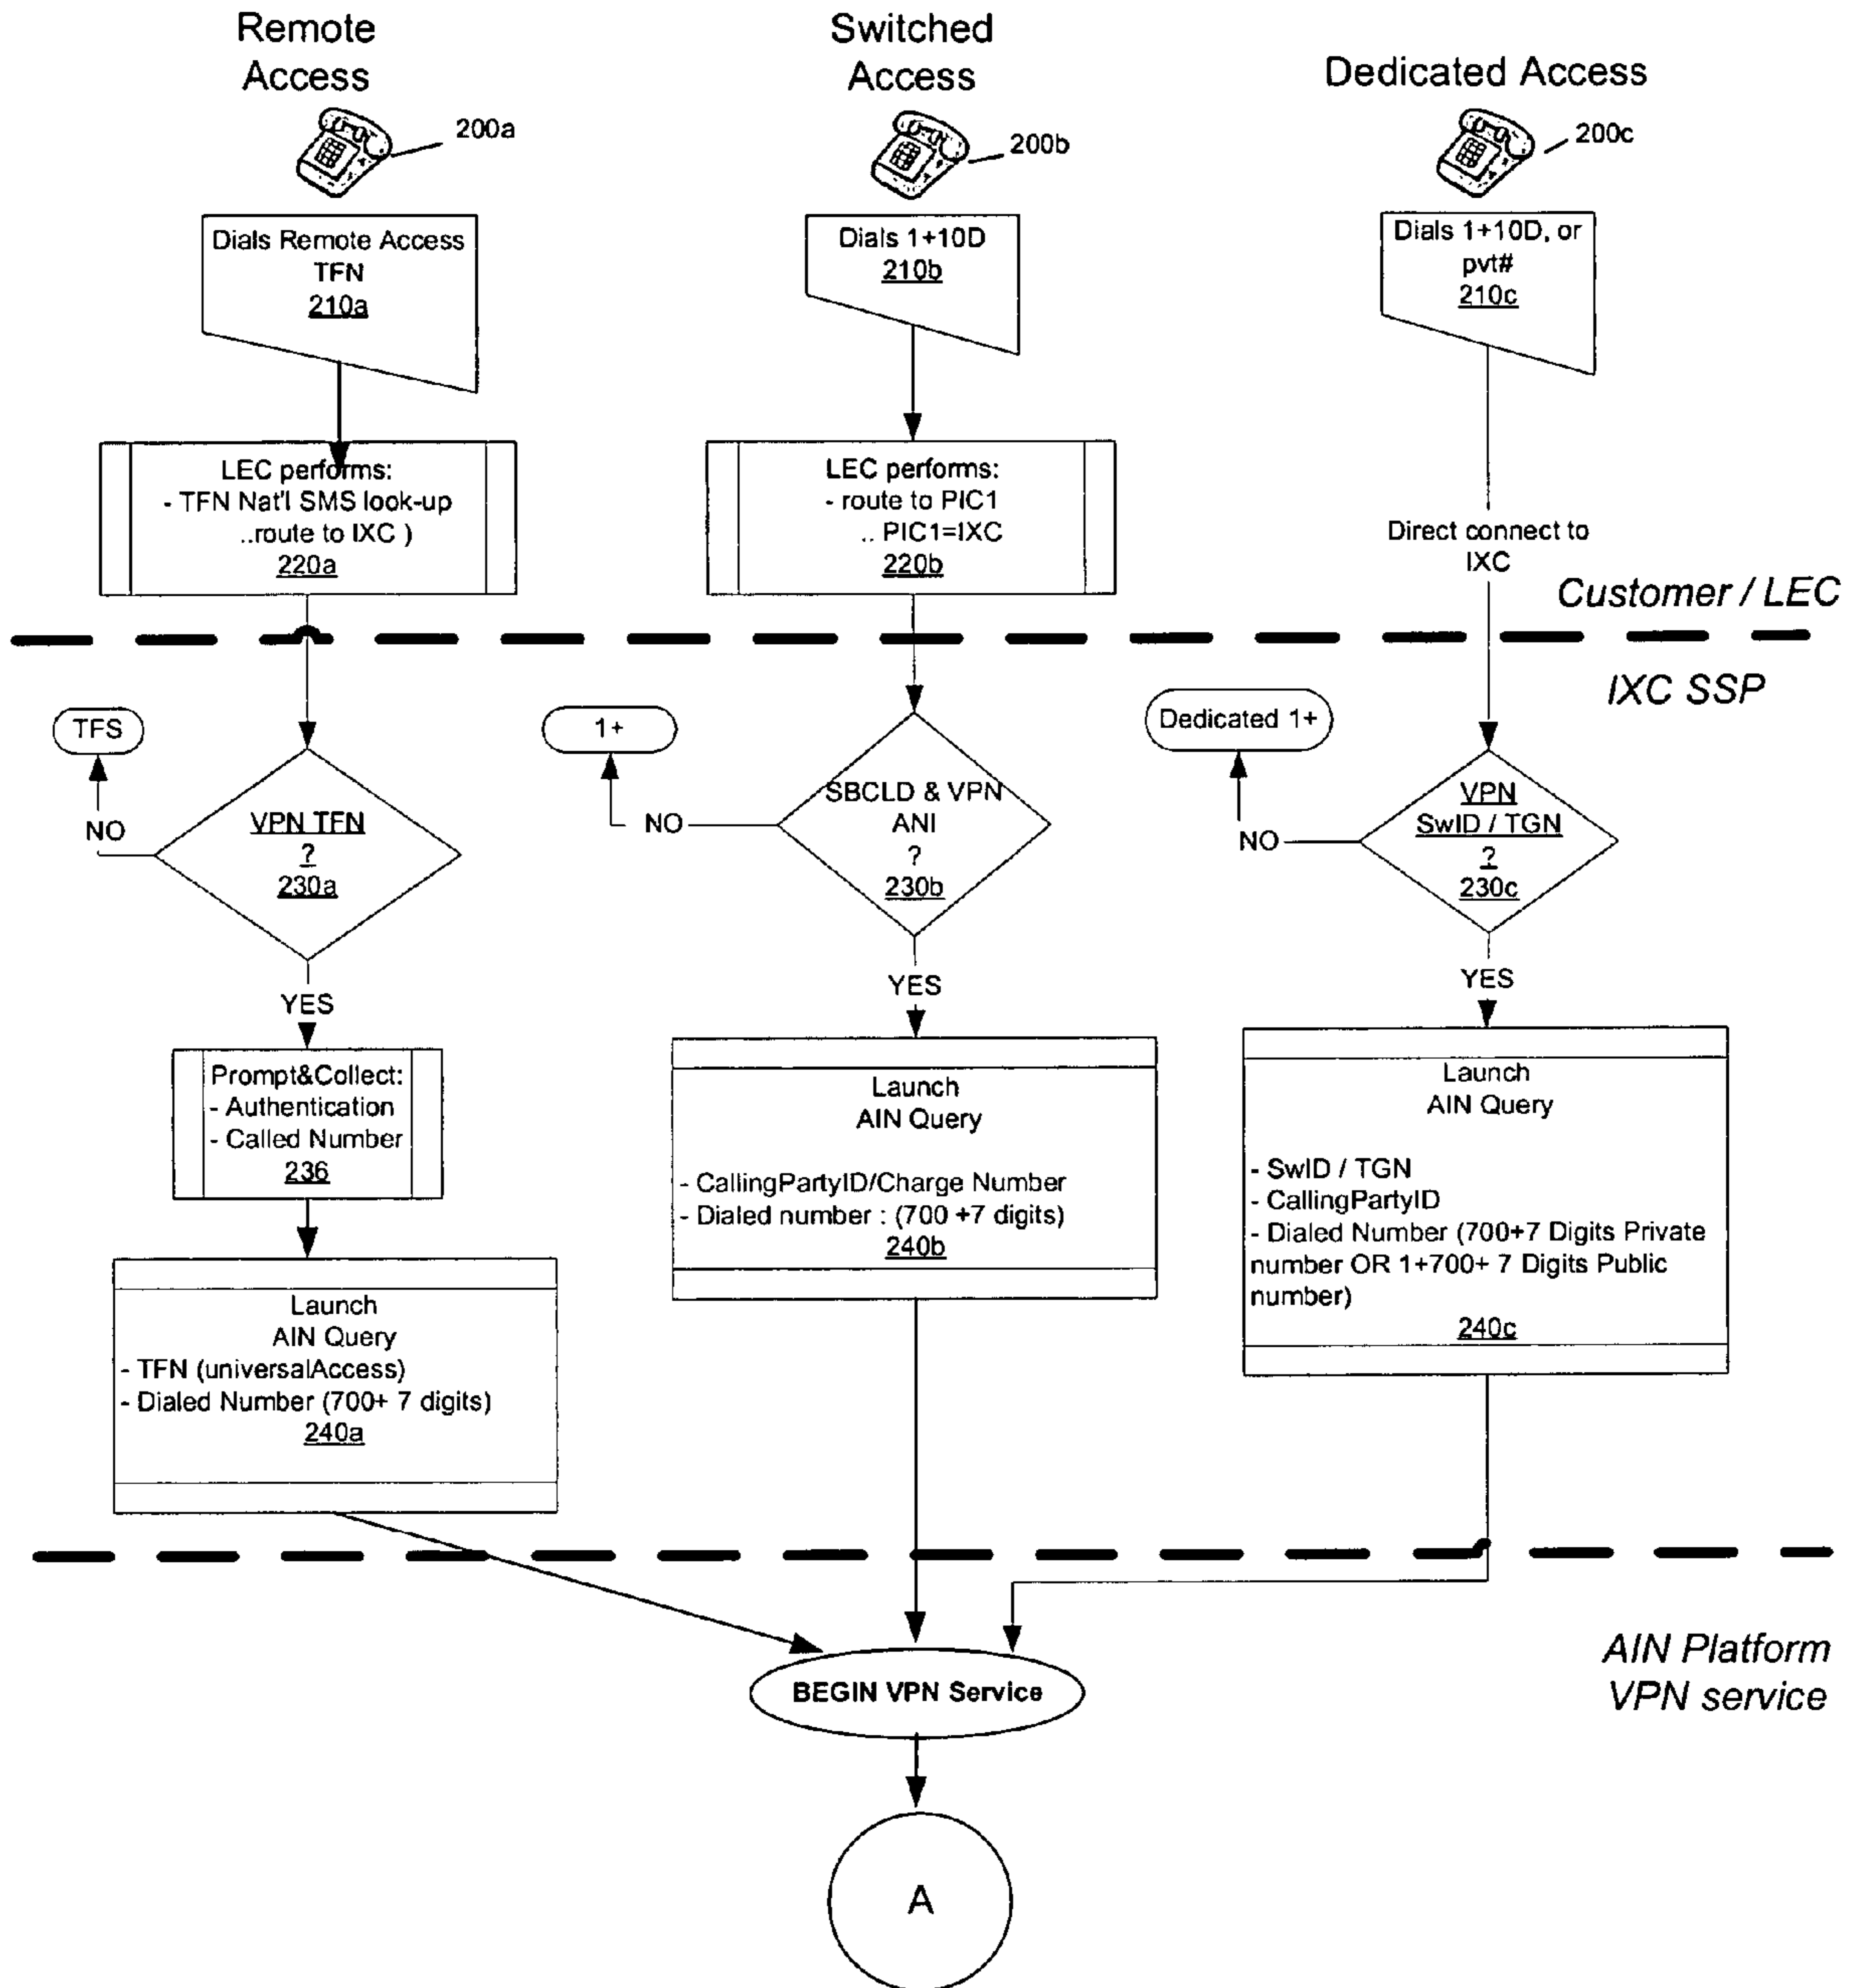 Remote
Access
200a
Dials Remote Access
TFN
210a
LEC performs:
- TFN Nat'l SMS look-up
..route to IXC )
220a
Switched
Access
200b
Dials 1+10D
210b
LEC performs:
- route to PIC1
.. PIC1=IXC
220b
Dedicated Access
200c
Dials 1+10D, or
pvt#
210c
Direct connect to
IXC
Customer / LEC
IXC SSP
TFS
NO
VPN TFN
?
230a
YES
Prompt&Collect:
- Authentication
- Called Number
236
Launch
AIN Query
- TFN (universalAccess)
- Dialed Number (700+ 7 digits)
240a
1+
NO
SBCLD & VPN
ANI
?
230b
YES
Launch
AIN Query
- CallingPartyID/Charge Number
- Dialed number : (700 +7 digits)
240b
Dedicated 1+
NO
VPN
SwID / TGN
?
230c
YES
Launch
AIN Query
- SwID / TGN
- CallingPartyID
- Dialed Number (700+7 Digits Private
number OR 1+700+ 7 Digits Public
number)
240c
AIN Platform
VPN service
BEGIN VPN Service
A